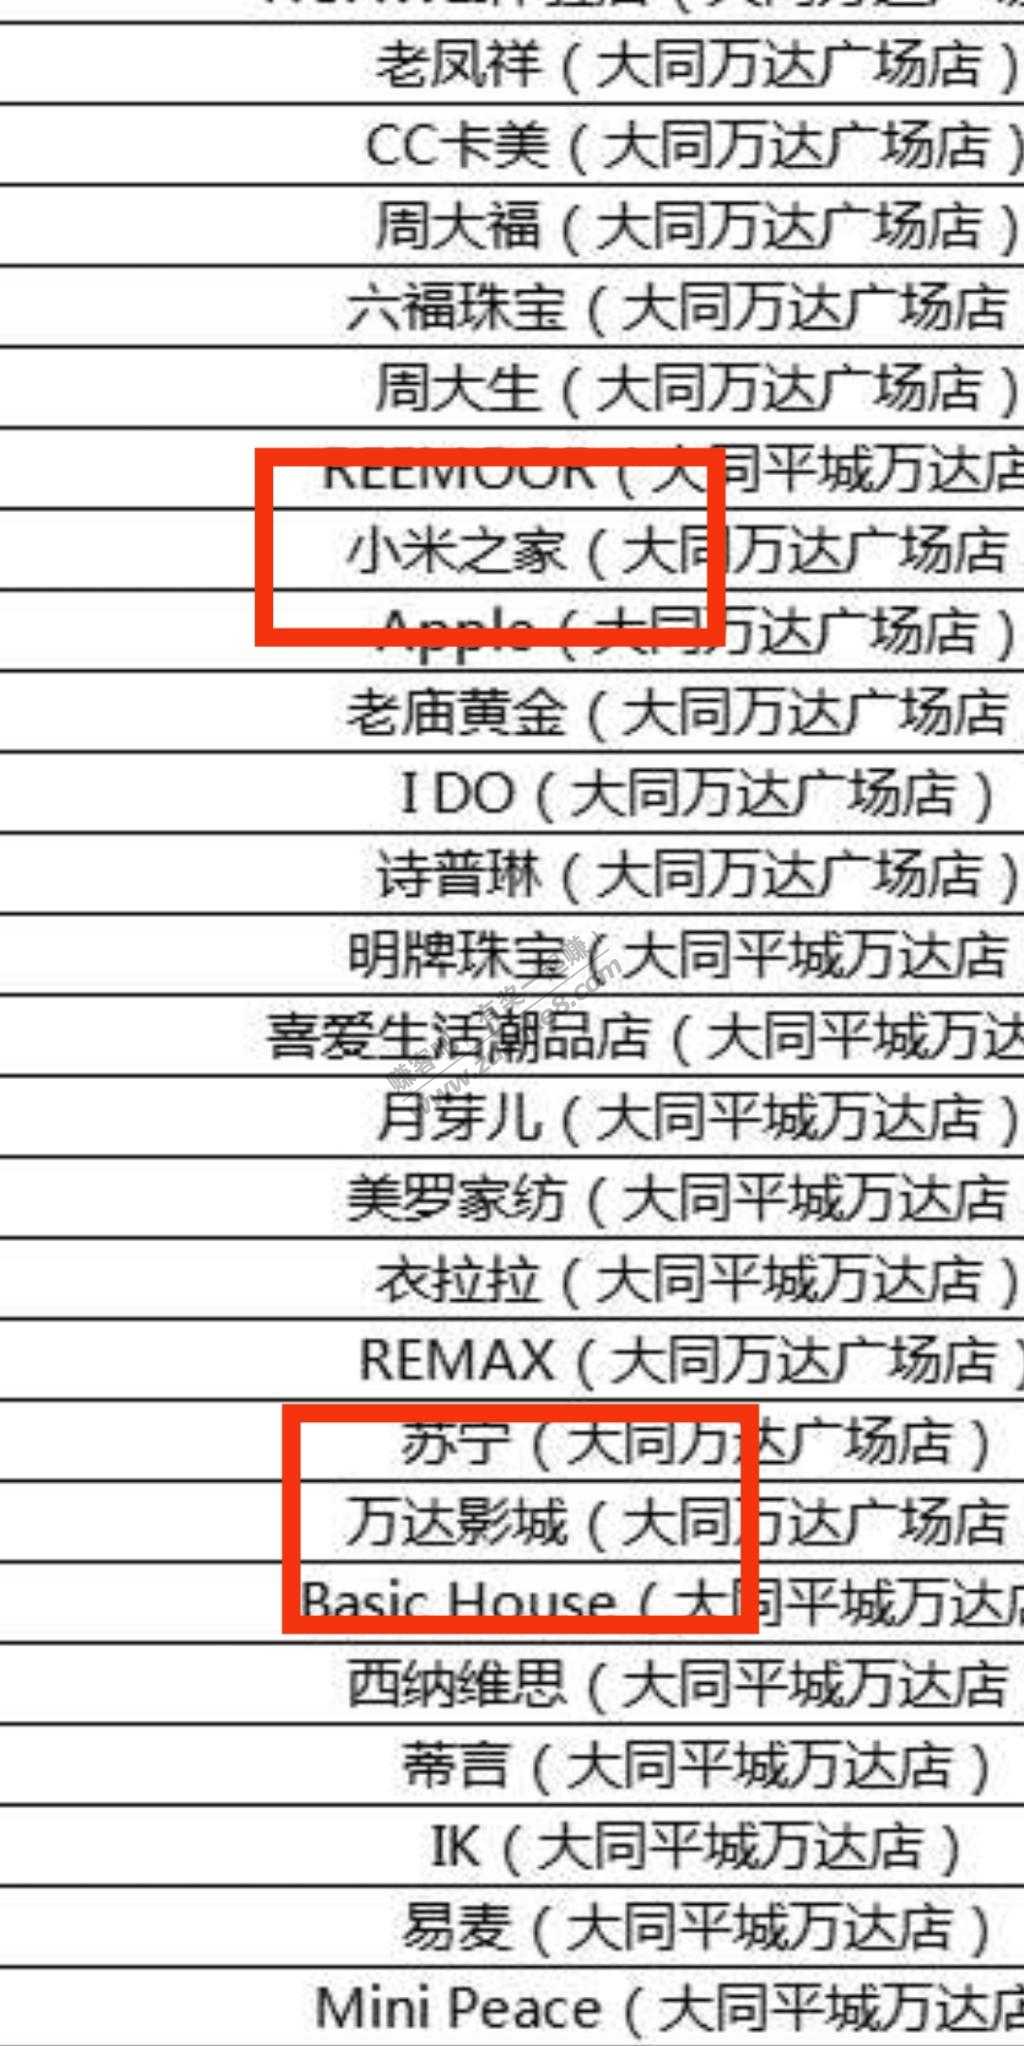 老凤祥（大同万达广场店）
CC卡美（大同万达广场店）
周大福（大同万达广场店）
六福珠宝（大同万达广场店
周大生（大同万达广场店）
REEMOOR（大同平城万达店
小米之家（大同万达广场店
Apple（大同万达广场店）
老庙黄金（大同万达广场店
I DO（大同万达广场店）
诗普琳（大同万达广场店）
明牌珠宝（大同平城万达店
喜爱生活潮品店（大同平城万达
月芽儿（大同平城万达店）
美罗家纺（大同平城万达店
衣拉拉（大同平城万达店）
REMAX（大同万达广场店）
苏宁（大同万达广场店）
万达影城（大同万达广场店
Basic House（大同平城万达店
西纳维思（大同平城万达店
蒂言（大同平城万达店）
IK（大同平城万达店）
易麦（大同平城万达店）
Mini Peace（大同平城万达店